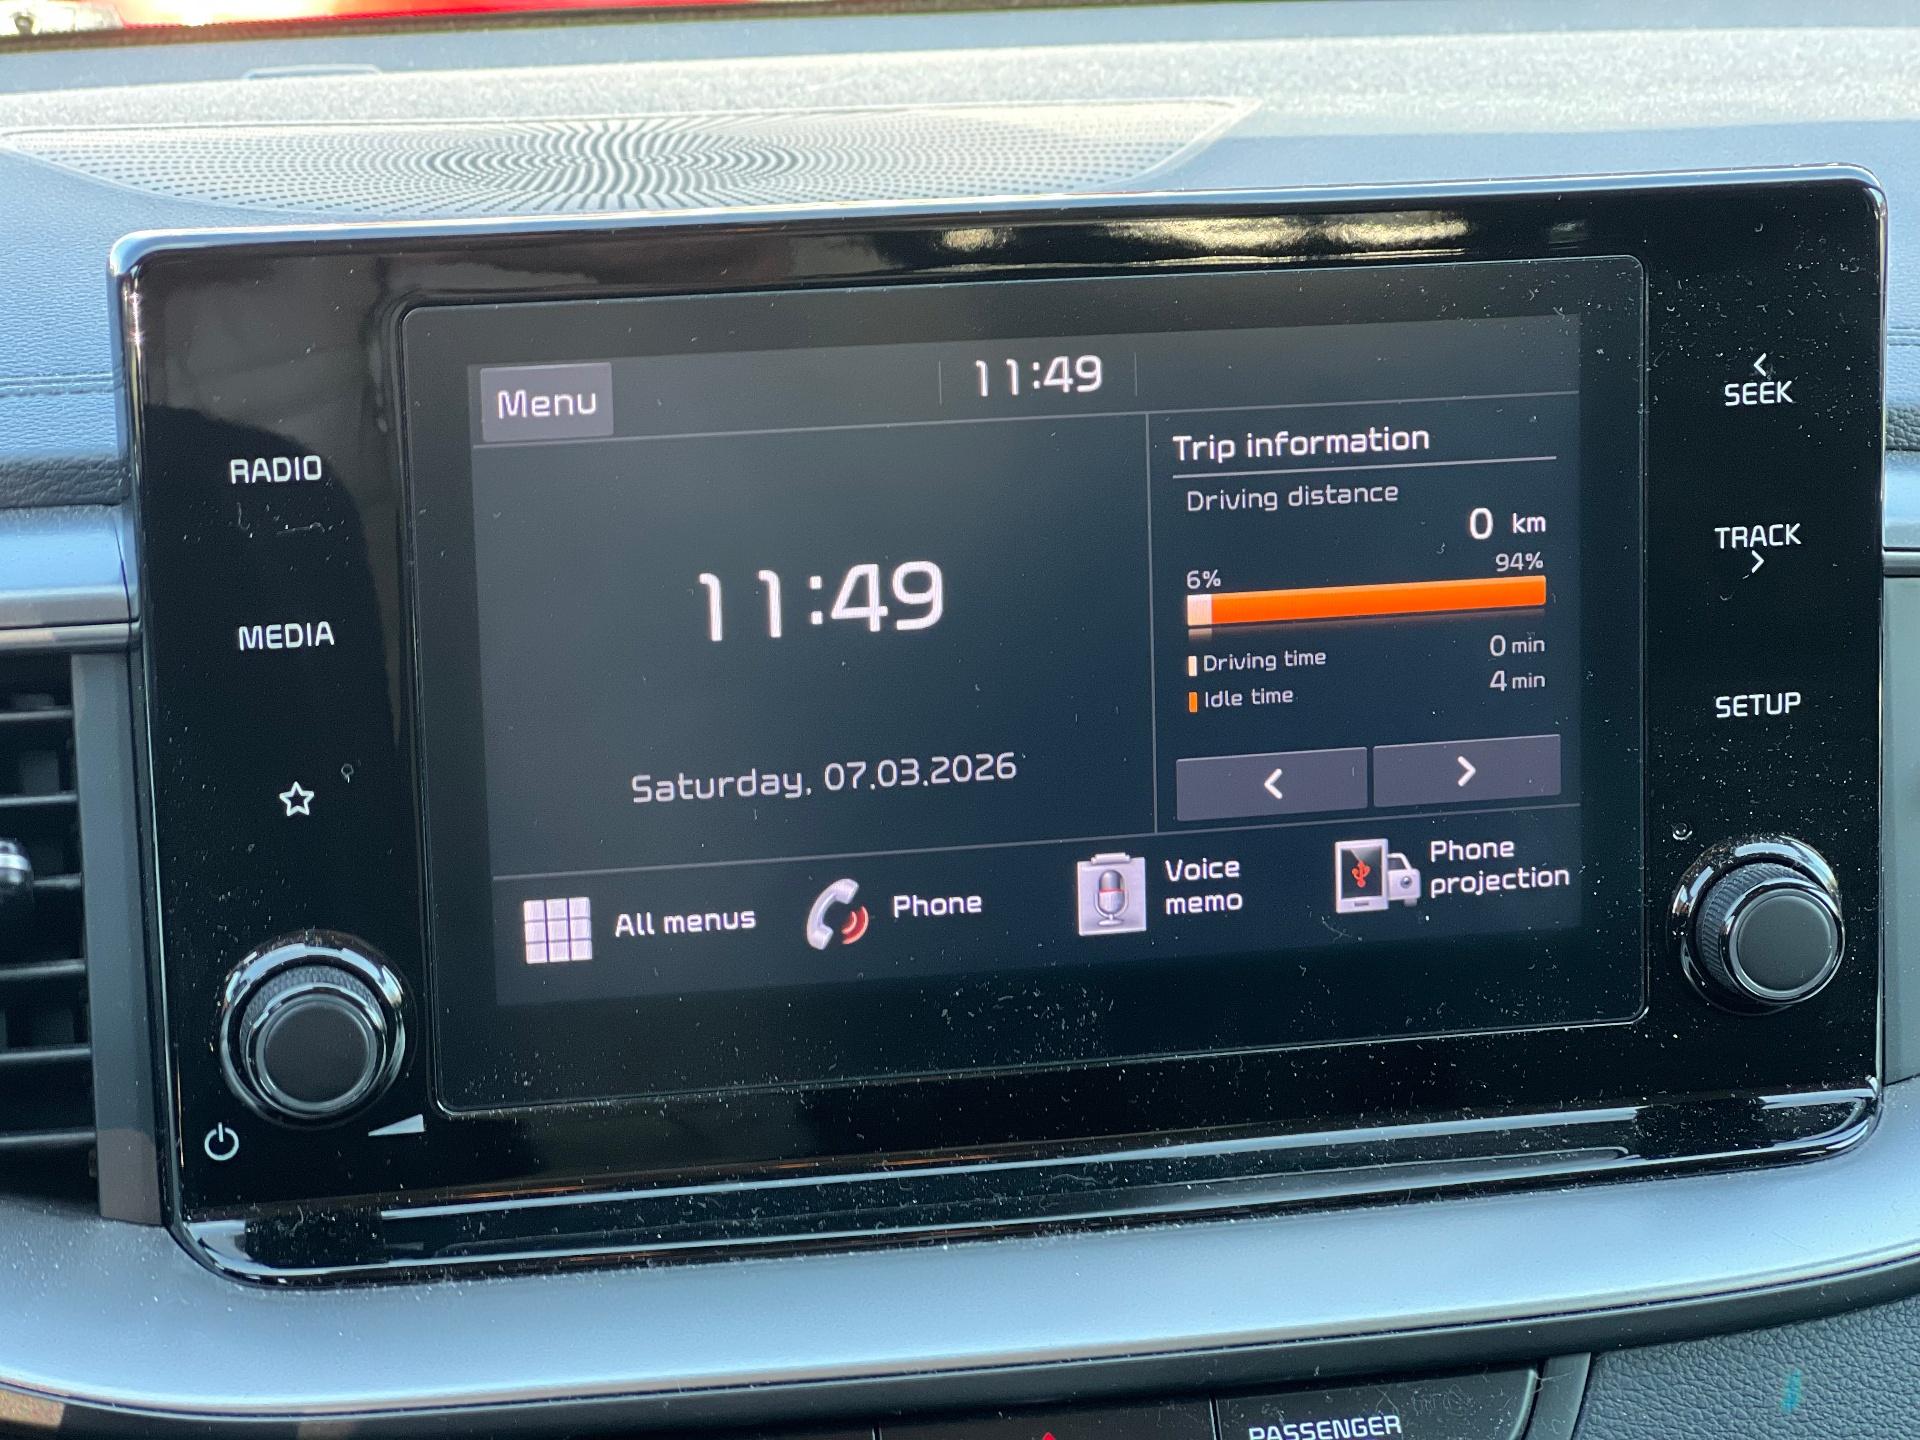 Menu
11:49
RADIO
MEDIA
11:49
Saturday, 07.03.2026
Trip information
Driving distance
0 km
6% 94%
Driving time 0 min
Idle time 4 min
< >
All menus
Phone
Voice
memo
Phone
projection
<
SEEK
TRACK
>
SETUP
PASSENGER